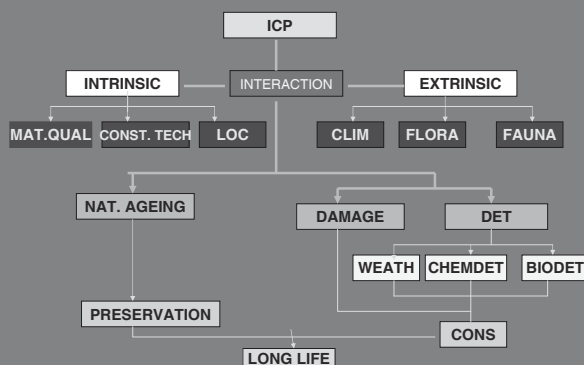 ICP
INTRINSIC
INTERACTION
EXTRINSIC
MAT.QUAL
CONST. TECH
LOC
CLIM
FLORA
FAUNA
NAT. AGEING
DAMAGE
DET
WEATH
CHEMDET
BIODET
PRESERVATION
CONS
LONG LIFE